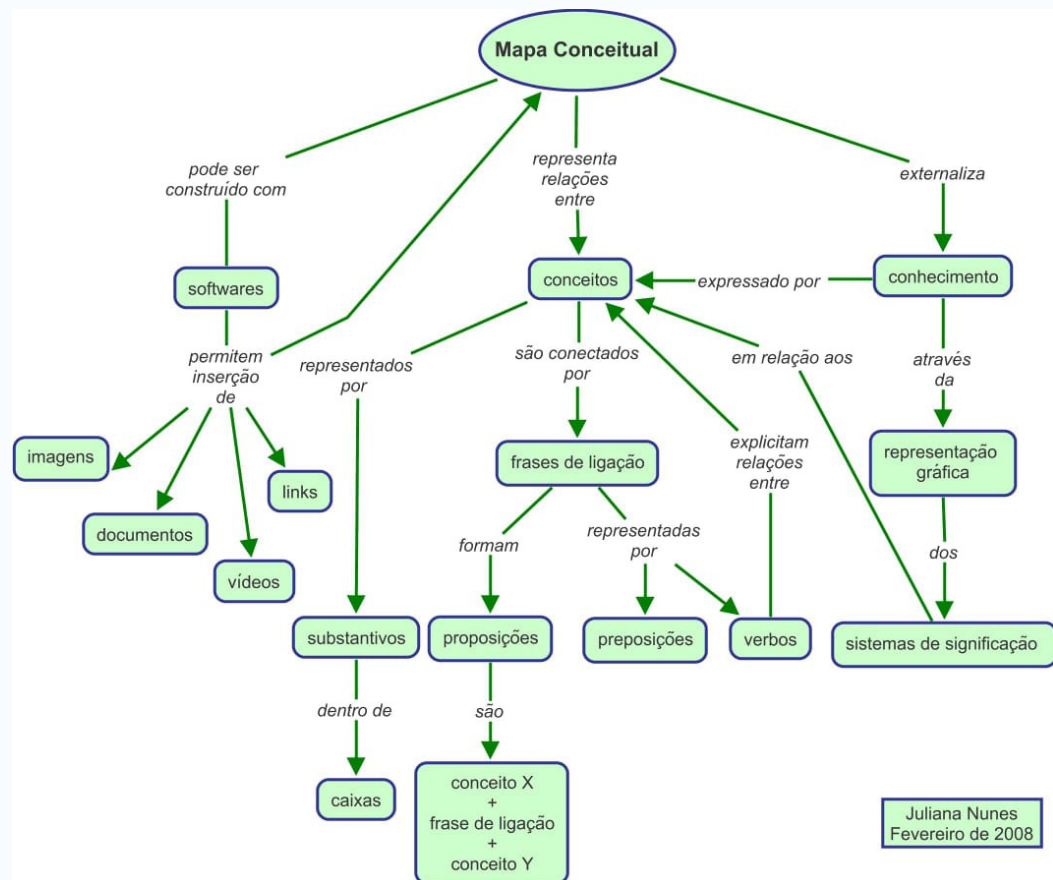 Mapa Conceitual
pode ser
construído com
representa
relações
entre
externaliza
softwares
conceitos
expressado por
conhecimento
permitem
inserção
de
representados
por
são conectados
por
em relação aos
através
da
imagens
links
documentos
vídeos
frases de ligação
explicitam
relações
entre
representação
gráfica
formam
representadas
por
dos
substantivos
proposições
preposições
verbos
sistemas de significação
dentro de
são
caixas
conceito X
+
frase de ligação
+
conceito Y
Juliana Nunes
Fevereiro de 2008